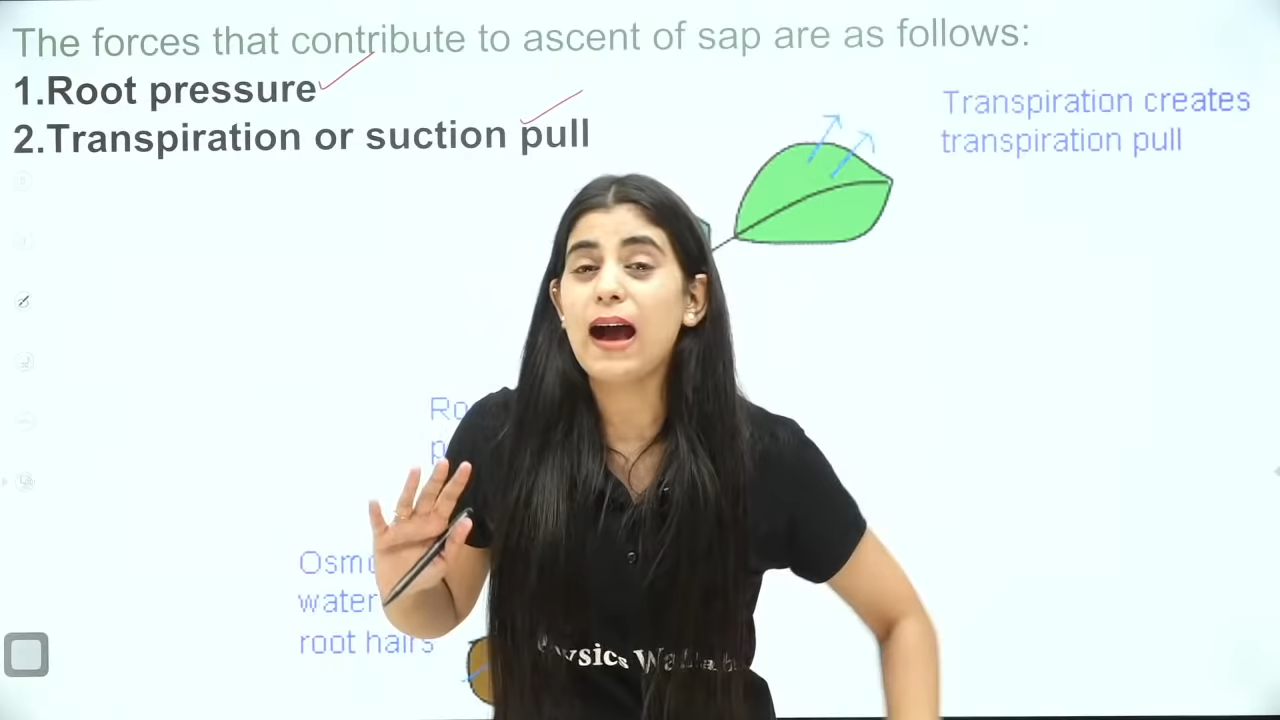 The forces that contribute to ascent of sap are as follows:
1.Root pressure
2.Transpiration or suction pull
Transpiration creates
transpiration pull
water
root hairs